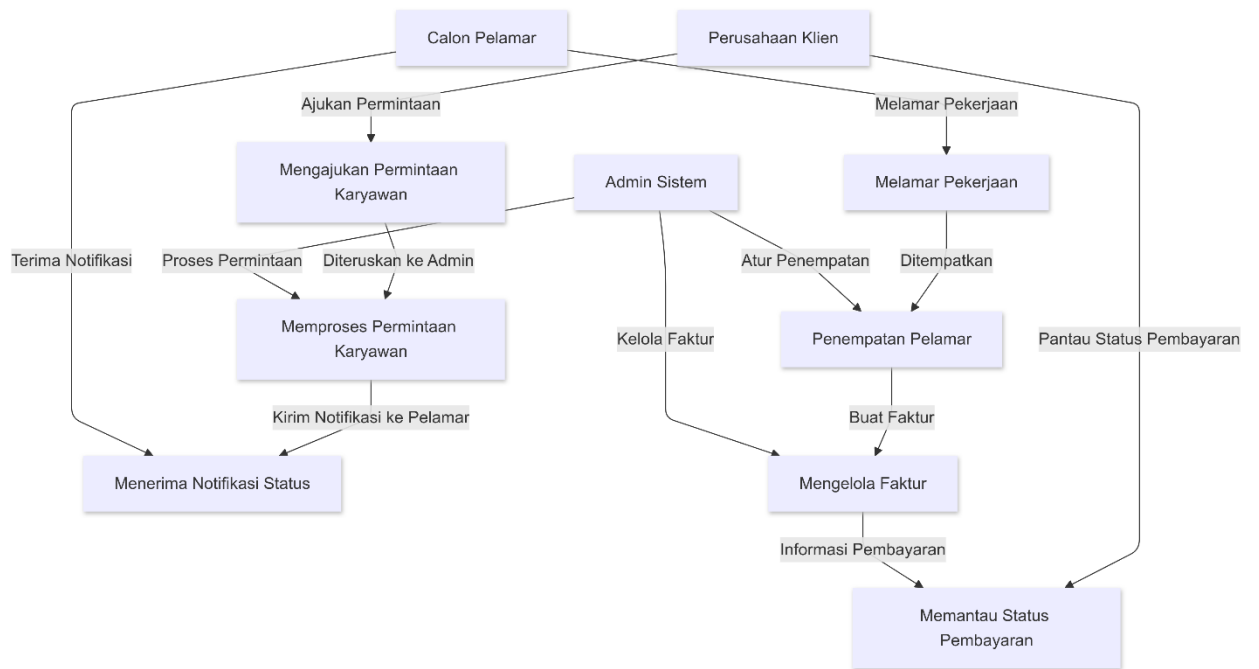 Calon Pelamar
Perusahaan Klien
Ajukan Permintaan
Melamar Pekerjaan
Mengajukan Permintaan
Karyawan
Admin Sistem
Melamar Pekerjaan
Terima Notifikasi
Proses Permintaan
Diteruskan ke Admin
Atur Penempatan
Ditempatkan
Memproses Permintaan
Karyawan
Kelola Faktur
Penempatan Pelamar
Pantau Status Pembayaran
Kirim Notifikasi ke Pelamar
Buat Faktur
Menerima Notifikasi Status
Mengelola Faktur
Informasi Pembayaran
Memantau Status
Pembayaran